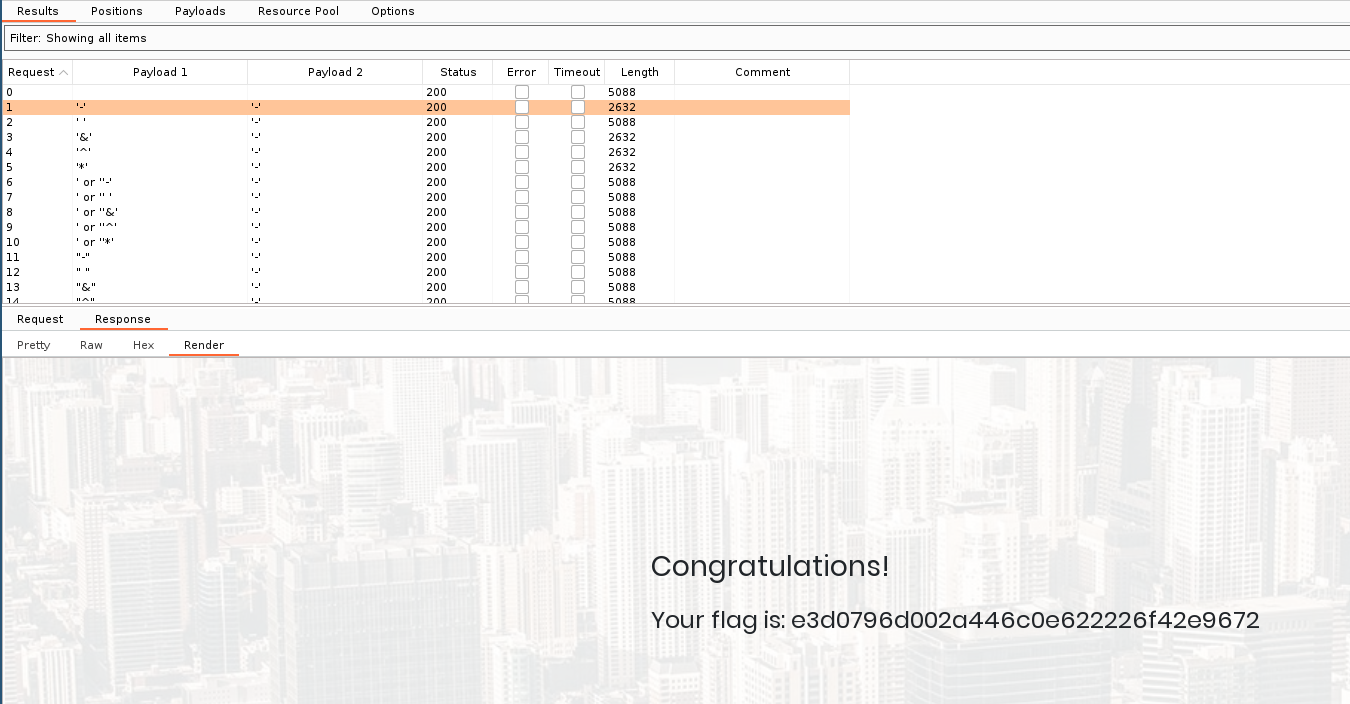 Results Positions Payloads Resource Pool Options
Filter: Showing all items
Request Payload 1 Payload 2 Status Error Timeout Length Comment
0 200 5088
1 '-' '-' 200 2632
2 ' ' '-' 200 5088
3 '&' '-' 200 2632
4 '^' '-' 200 2632
5 '*' '-' 200 2632
6 ' or ''-' '-' 200 5088
7 ' or '' ' '-' 200 5088
8 ' or ''&' '-' 200 5088
9 ' or ''^' '-' 200 5088
10 ' or ''*' '-' 200 5088
11 "-" '-' 200 5088
12 " " '-' 200 5088
13 "&" '-' 200 5088
14 "^" '-' 200 5088
Request Response
Pretty Raw Hex Render
Congratulations!
Your flag is: e3d0796d002a446c0e622226f42e9672